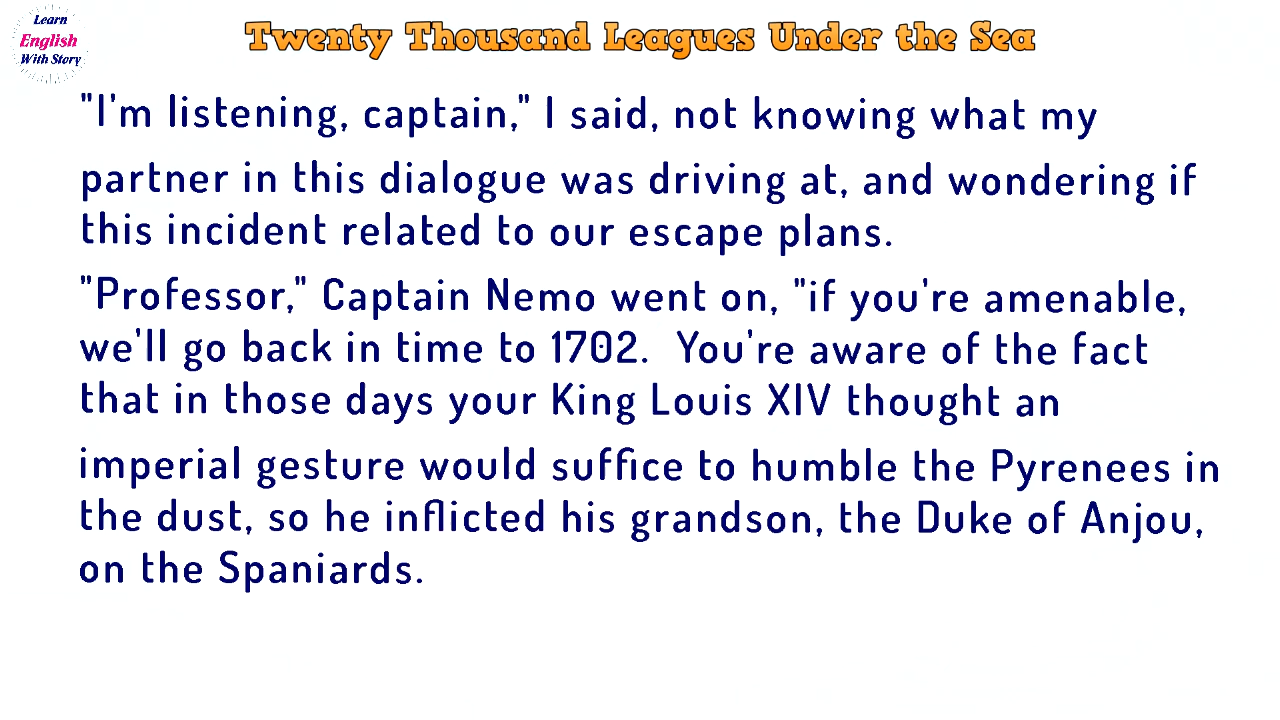 Learn
English
With Story
Twenty Thousand Leagues Under the Sea
"I'm listening, captain," I said, not knowing what my
partner in this dialogue was driving at, and wondering if
this incident related to our escape plans.
"Professor," Captain Nemo went on, "if you're amenable,
we'll go back in time to 1702.  You're aware of the fact
that in those days your King Louis XIV thought an
imperial gesture would suffice to humble the Pyrenees in
the dust, so he inflicted his grandson, the Duke of Anjou,
on the Spaniards.